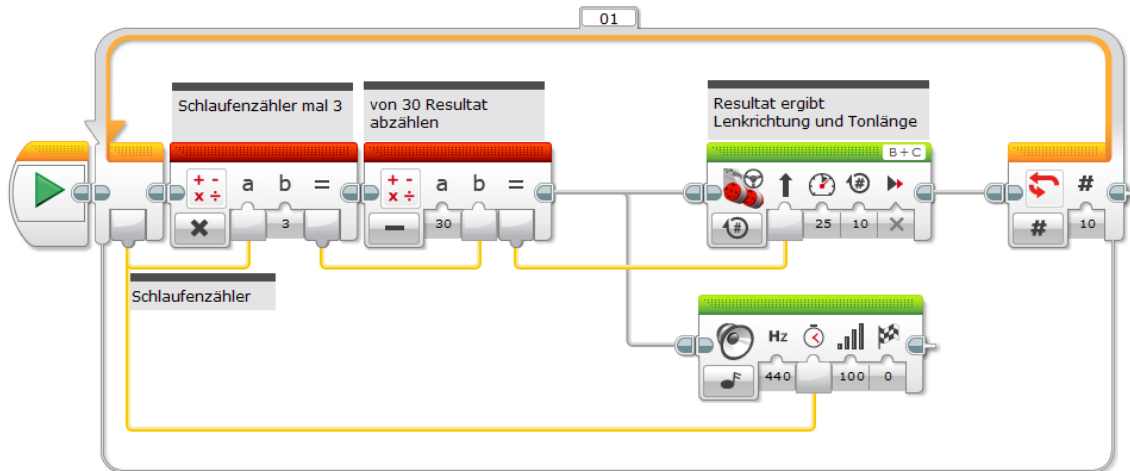 01
Schlaufenzähler mal 3
von 30 Resultat
abzählen
Resultat ergibt
Lenkrichtung und Tonlänge
B + C
a b =
3
a b =
30
#
25 10
#
#
10
Schlaufenzähler
Hz
440 100 0